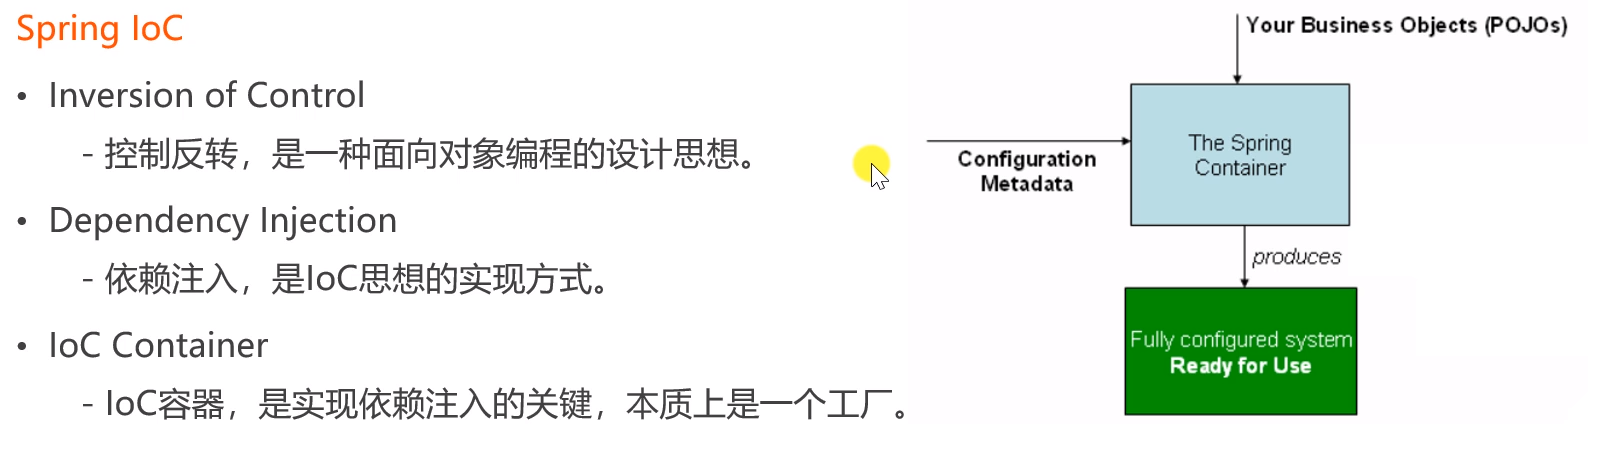 Spring IoC
• Inversion of Control
- 控制反转，是一种面向对象编程的设计思想。
• Dependency Injection
- 依赖注入，是IoC思想的实现方式。
• IoC Container
- IoC容器，是实现依赖注入的关键，本质上是一个工厂。
Your Business Objects (POJOs)
The Spring
Container
Configuration
Metadata
produces
Fully configured system
Ready for Use